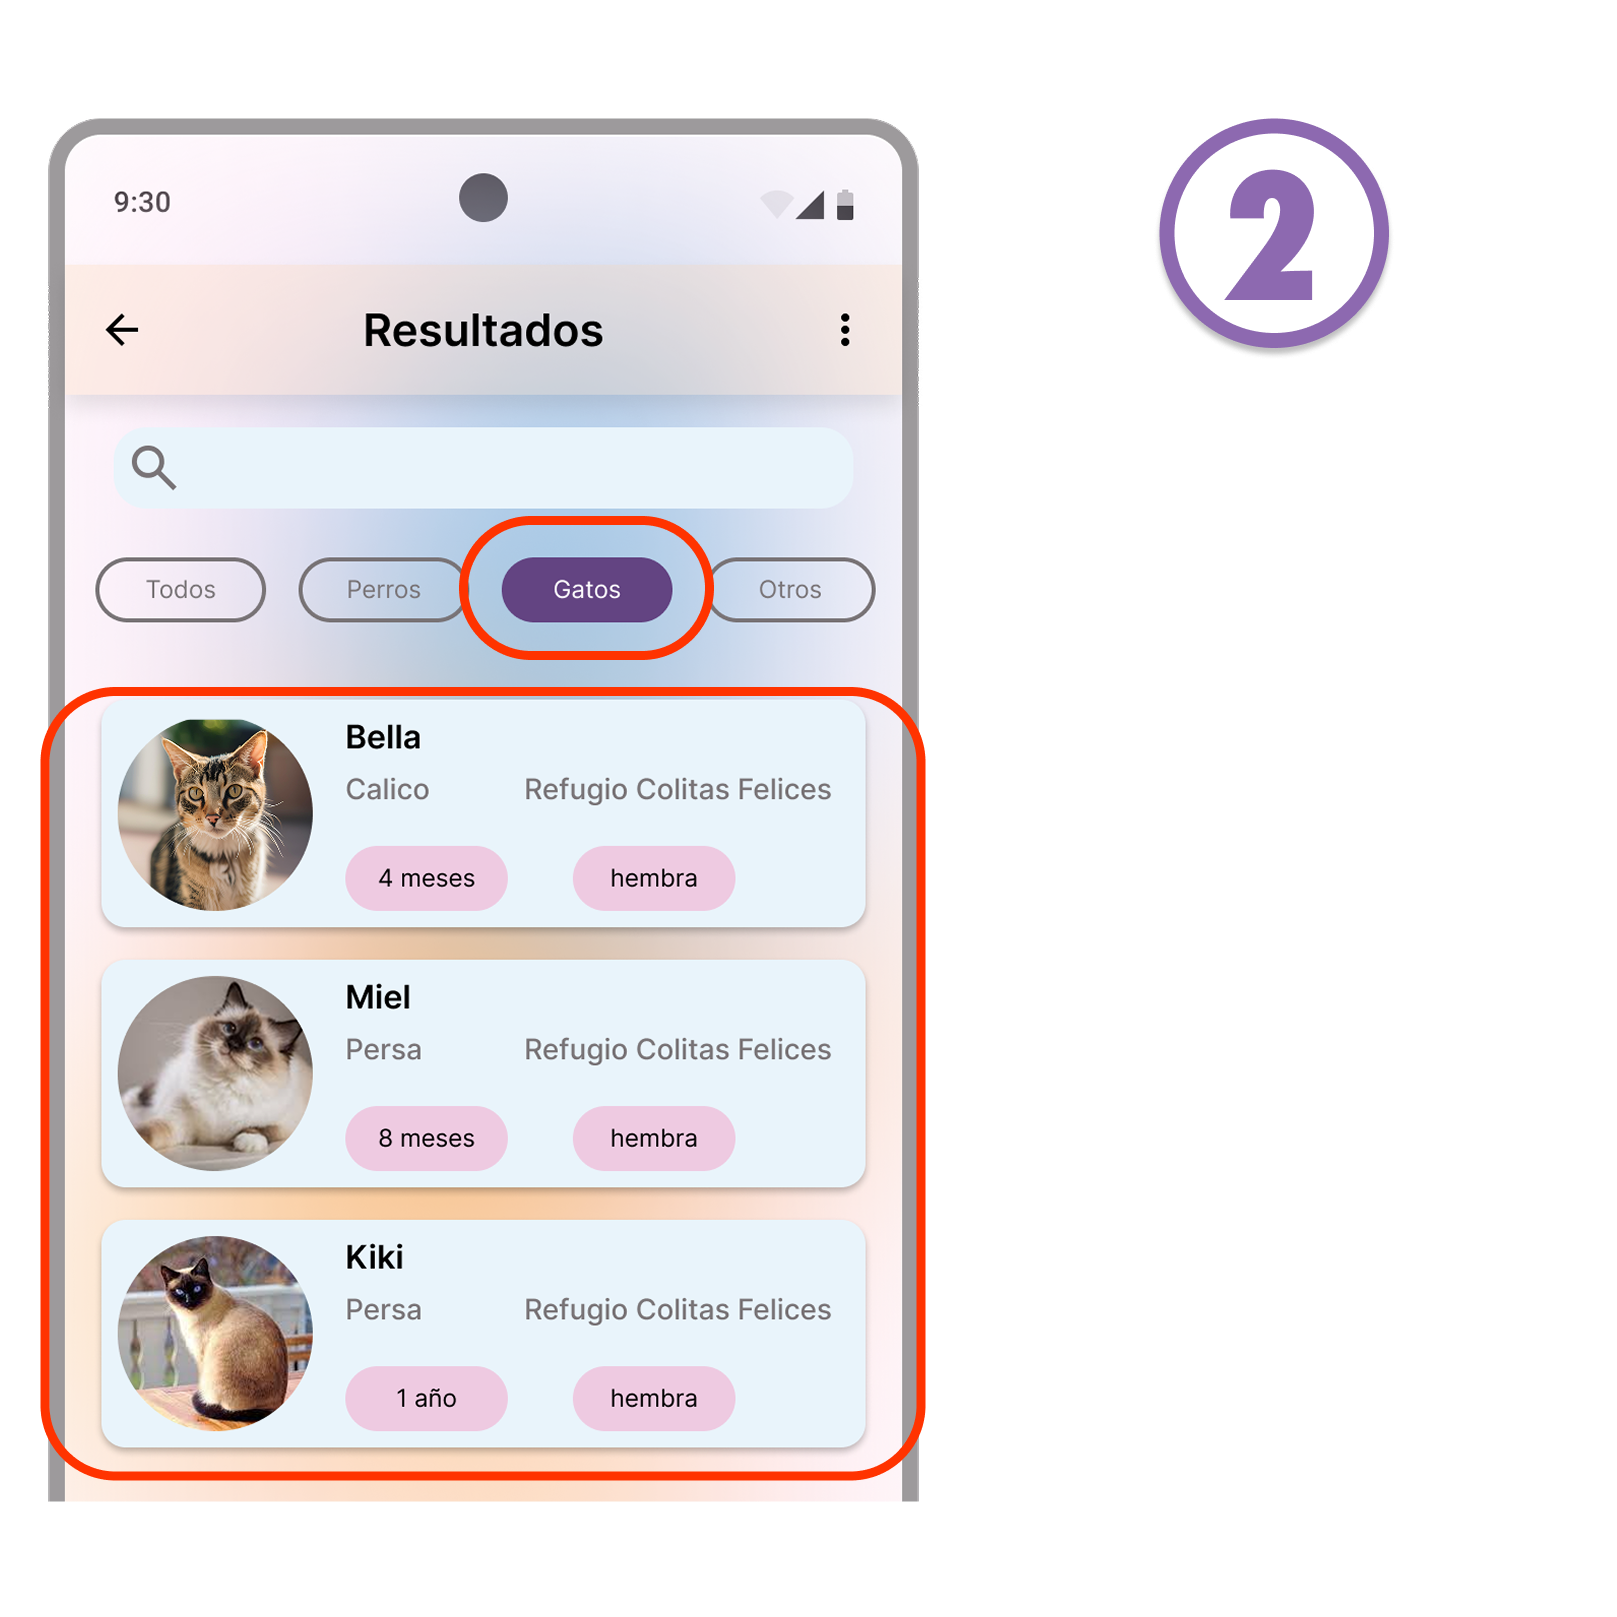 9:30
2
Resultados
Todos Perros Gatos Otros
Bella
Calico Refugio Colitas Felices
4 meses hembra
Miel
Persa Refugio Colitas Felices
8 meses hembra
Kiki
Persa Refugio Colitas Felices
1 año hembra